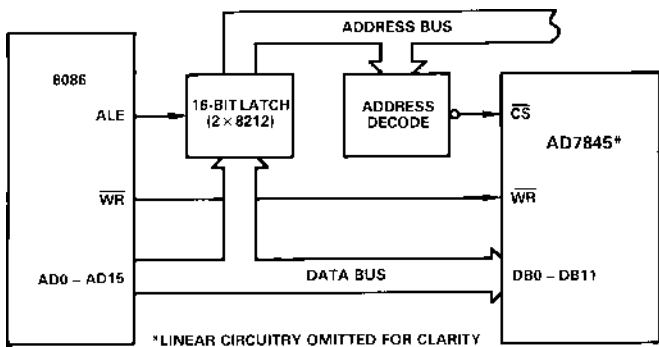 ADDRESS BUS
8086
ALE
16-BIT LATCH
(2 × 8212)
ADDRESS
DECODE
CS
AD7845*
WR
WR
AD0 – AD15
DATA BUS
DB0 – DB11
*LINEAR CIRCUITRY OMITTED FOR CLARITY